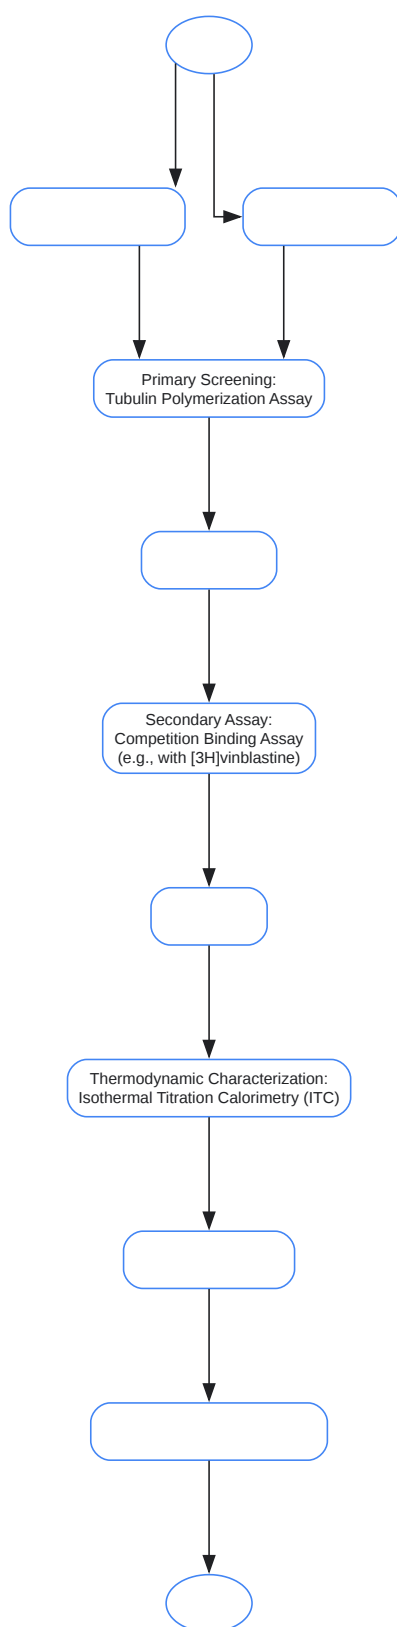 Primary Screening:
Tubulin Polymerization Assay
Secondary Assay:
Competition Binding Assay
(e.g., with [3H]vinblastine)
Thermodynamic Characterization:
Isothermal Titration Calorimetry (ITC)